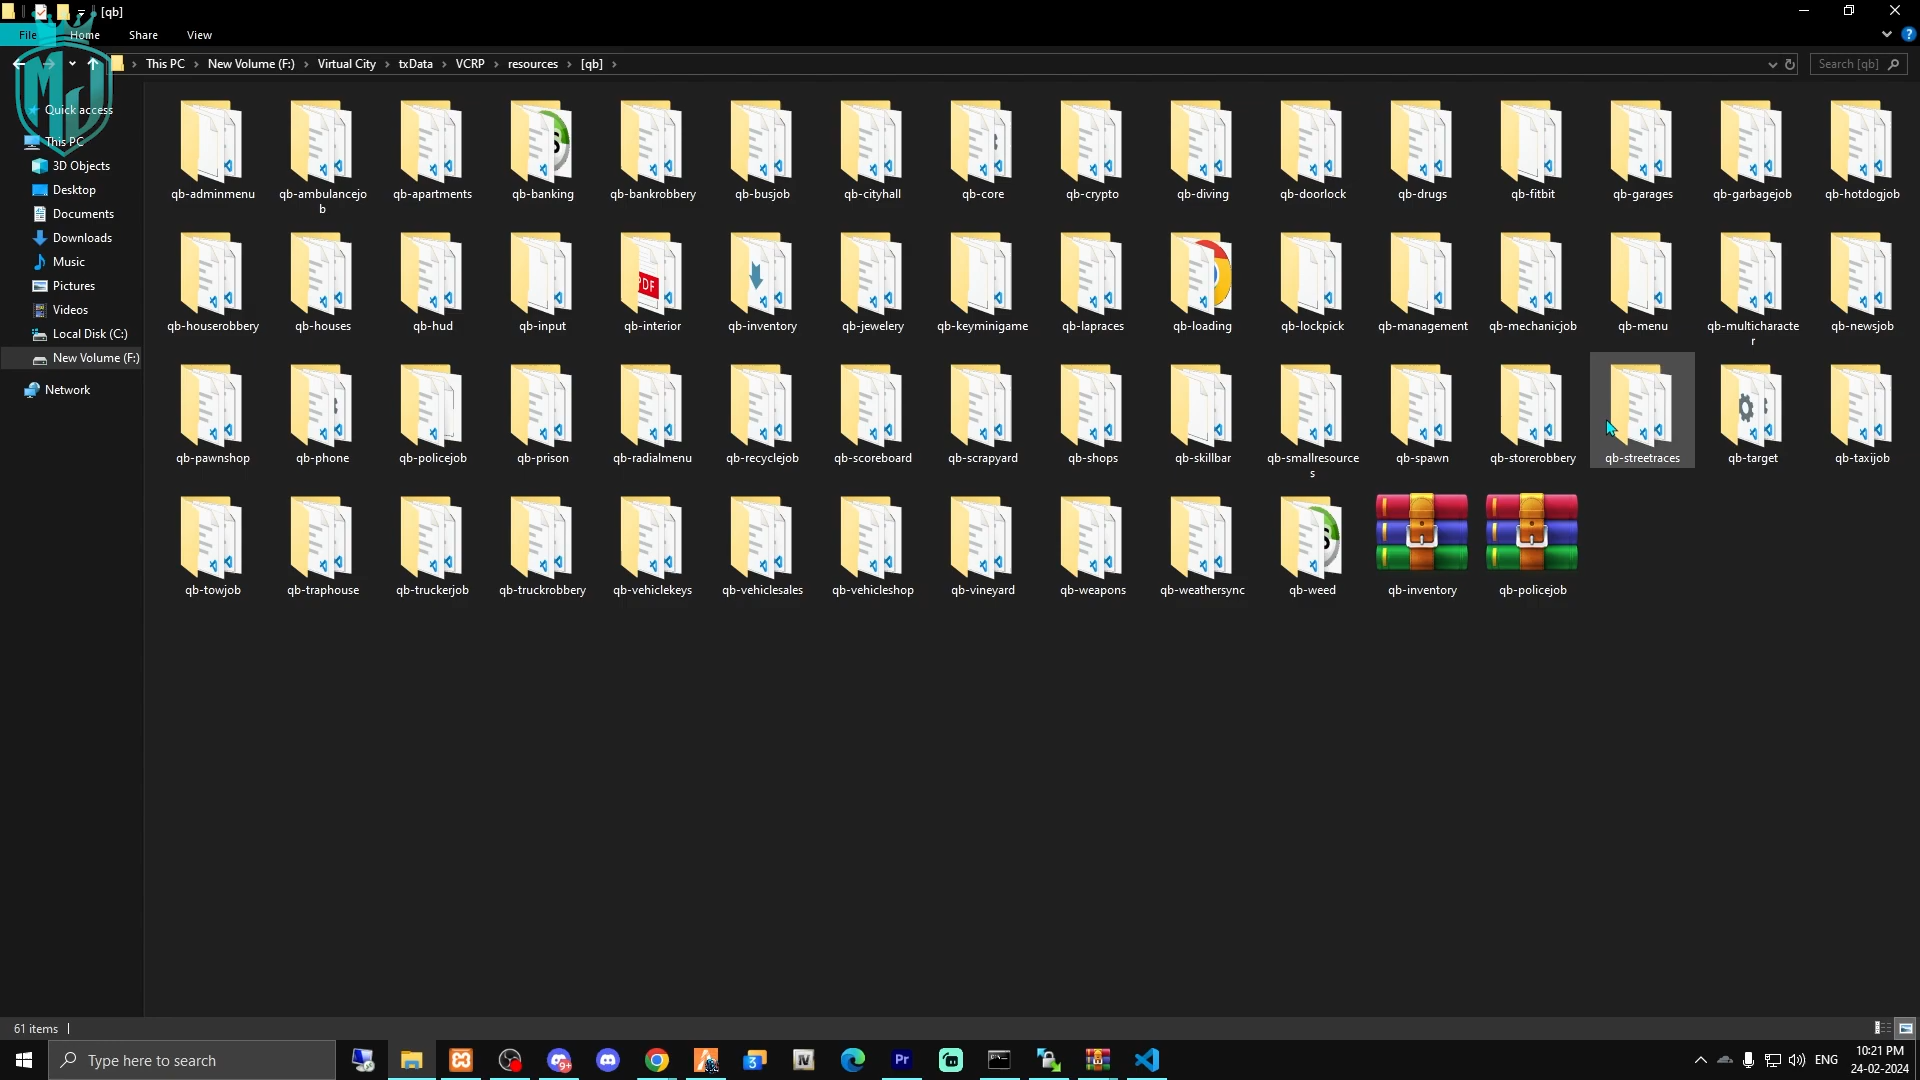 [qb]
File Home Share View
This PC New Volume (F:) Virtual City txData VCRP resources [qb]
Search [qb]
Quick access
This PC
3D Objects
Desktop
Documents
Downloads
Music
Pictures
Videos
Local Disk (C:)
New Volume (F:)
Network
qb-adminmenu qb-ambulancejo qb-apartments qb-banking qb-bankrobbery qb-busjob qb-cityhall qb-core qb-crypto qb-diving qb-doorlock qb-drugs qb-fitbit qb-garages qb-garbagejob qb-hotdogjob
b
qb-houserobbery qb-houses qb-hud qb-input qb-interior qb-inventory qb-jewelery qb-keyminigame qb-lapraces qb-loading qb-lockpick qb-management qb-mechanicjob qb-menu qb-multicharacte qb-newsjob
r
qb-pawnshop qb-phone qb-policejob qb-prison qb-radialmenu qb-recyclejob qb-scoreboard qb-scrapyard qb-shops qb-skillbar qb-smallresource qb-spawn qb-storerobbery qb-streetraces qb-target qb-taxijob
s
qb-towjob qb-traphouse qb-truckerjob qb-truckrobbery qb-vehiclekeys qb-vehiclesales qb-vehicleshop qb-vineyard qb-weapons qb-weathersync qb-weed qb-inventory qb-policejob
61 items
Type here to search
9+
3
IV
Pr
ENG
10:21 PM
24-02-2024